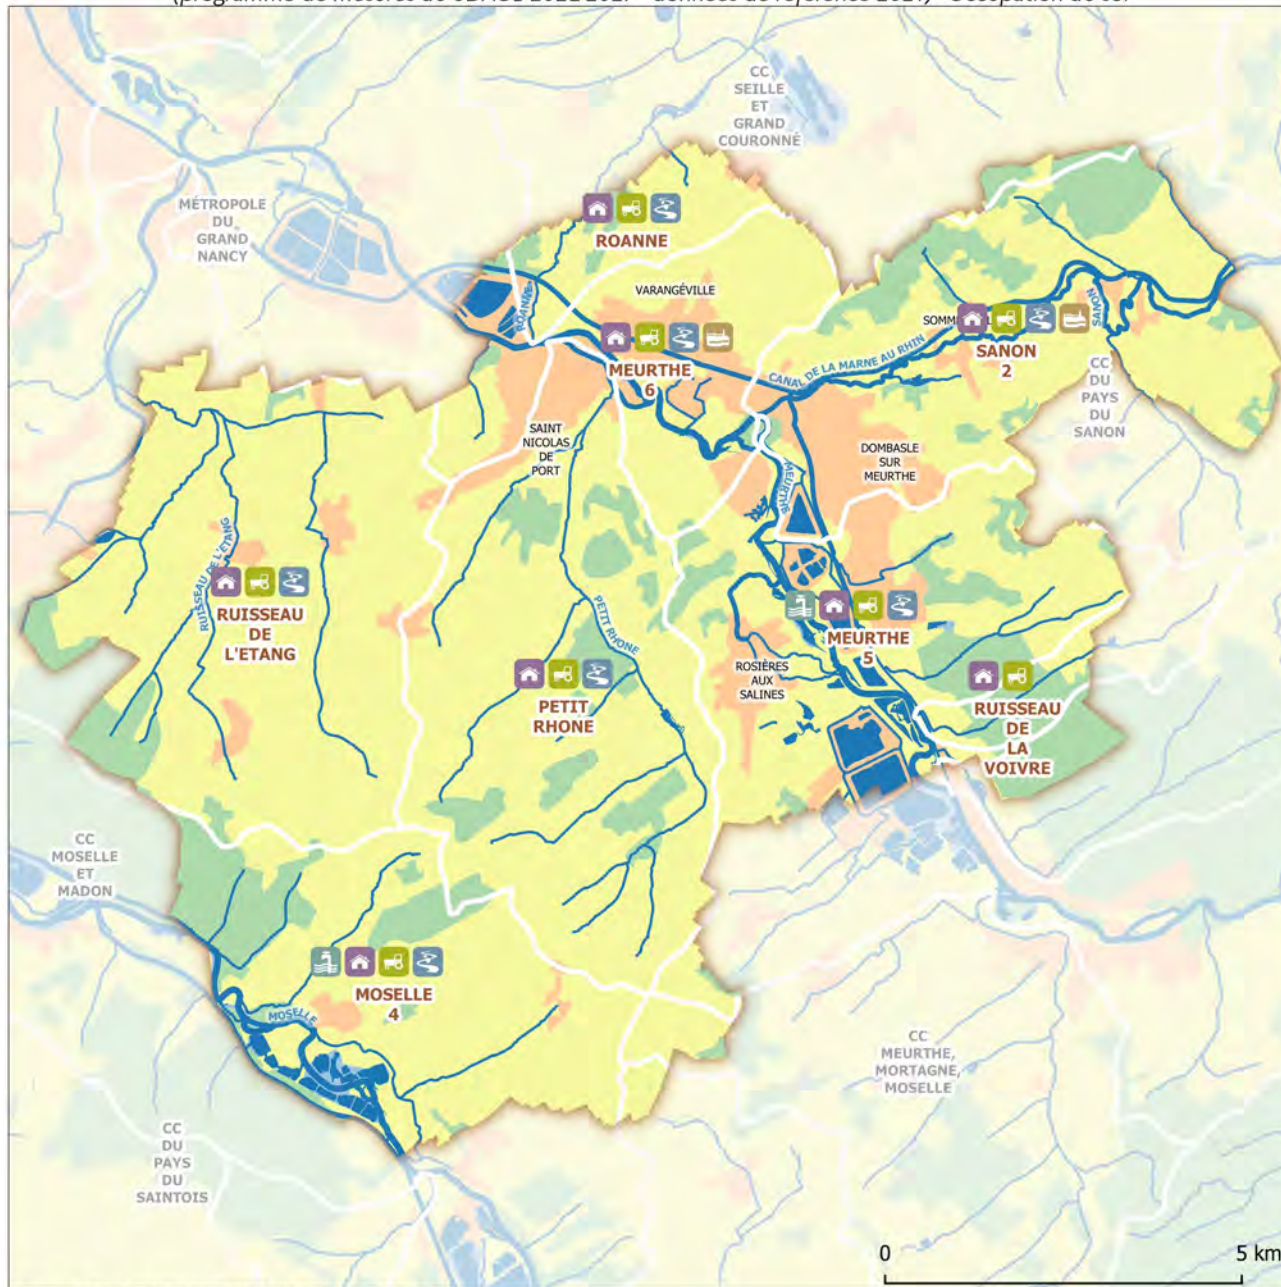 CC
SEILLE
ET
GRAND
COURONNÉ
MÉTROPOLE
DU
GRAND
NANCY
ROANNE
VARANGÉVILLE
ROANNE
SANON
SANON
2
MEURTHE
6
CANAL DE LA MARNE AU RHIN
CC
DU
PAYS
DU
SANON
SAINT
NICOLAS
DE
PORT
DOMBASLE
SUR
MEURTHE
MEURTHE
RUISSEAU DE L'ETANG
RUISSEAU
DE
L'ETANG
PETIT RHONE
MEURTHE
5
ROSIÈRES
AUX
SALINES
PETIT
RHONE
RUISSEAU
DE
LA
VOIVRE
CC
MOSELLE
ET
MADON
MOSELLE
4
MOSELLE
CC
MEURTHE,
MORTAGNE,
MOSELLE
CC
DU
PAYS
DU
SAINTOIS
0
5 km